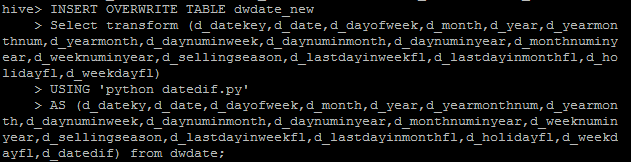 hive> INSERT OVERWRITE TABLE dwdate_new
    > Select transform (d_datekey,d_date,d_dayofweek,d_month,d_year,d_yearmon
thnum,d_yearmonth,d_daynuminweek,d_daynuminmonth,d_daynuminyear,d_monthnuminy
ear,d_weeknuminyear,d_sellingseason,d_lastdayinweekfl,d_lastdayinmonthfl,d_ho
lidayfl,d_weekdayfl)
    > USING 'python datedif.py'
    > AS (d_dateky,d_date,d_dayofweek,d_month,d_year,d_yearmonthnum,d_yearmon
th,d_daynuminweek,d_daynuminmonth,d_daynuminyear,d_monthnuminyear,d_weeknumin
year,d_sellingseason,d_lastdayinweekfl,d_lastdayinmonthfl,d_holidayfl,d_weekd
ayfl,d_datedif) from dwdate;